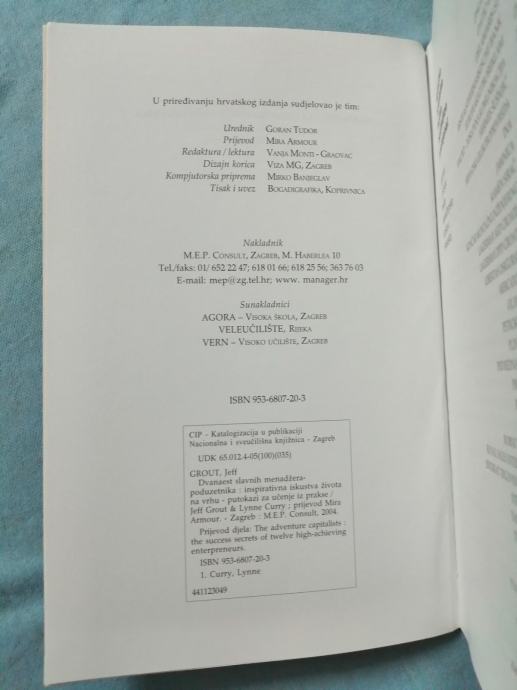 U priređivanju hrvatskog izdanja sudjelovao je tim:
Urednik GORAN TUDOR
Prijevod MIRA ARMOUR
Redaktura / lektura VANJA MONTI - GRAOVAC
Dizajn korica VIZA MG, ZAGREB
Kompjutorska priprema MIRKO BANJEGLAV
Tisak i uvez BOGADIGRAFIKA, KOPRIVNICA
Nakladnik
M.E.P. CONSULT, ZAGREB, M. HABERLEA 10
Tel./faks: 01/ 652 22 47; 618 01 66; 618 25 56; 363 76 03
E-mail: mep@zg.tel.hr; www. manager.hr
Sunakladnici
AGORA – VISOKA ŠKOLA, ZAGREB
VELEUČILIŠTE, RIJEKA
VERN – VISOKO UČILIŠTE, ZAGREB
ISBN 953-6807-20-3
CIP - Katalogizacija u publikaciji
Nacionalna i sveučilišna knjižnica - Zagreb
UDK 65.012.4-05(100)(035)
GROUT, Jeff
Dvanaest slavnih menadžera-
poduzetnika : inspirativna iskustva života
na vrhu - putokazi za učenje iz prakse /
Jeff Grout & Lynne Curry ; prijevod Mira
Armour. - Zagreb : M.E.P. Consult, 2004.
Prijevod djela: The adventure capitalists :
the success secrets of twelve high-achieving
enterpreneurs.
ISBN 953-6807-20-3
1. Curry, Lynne
441123049